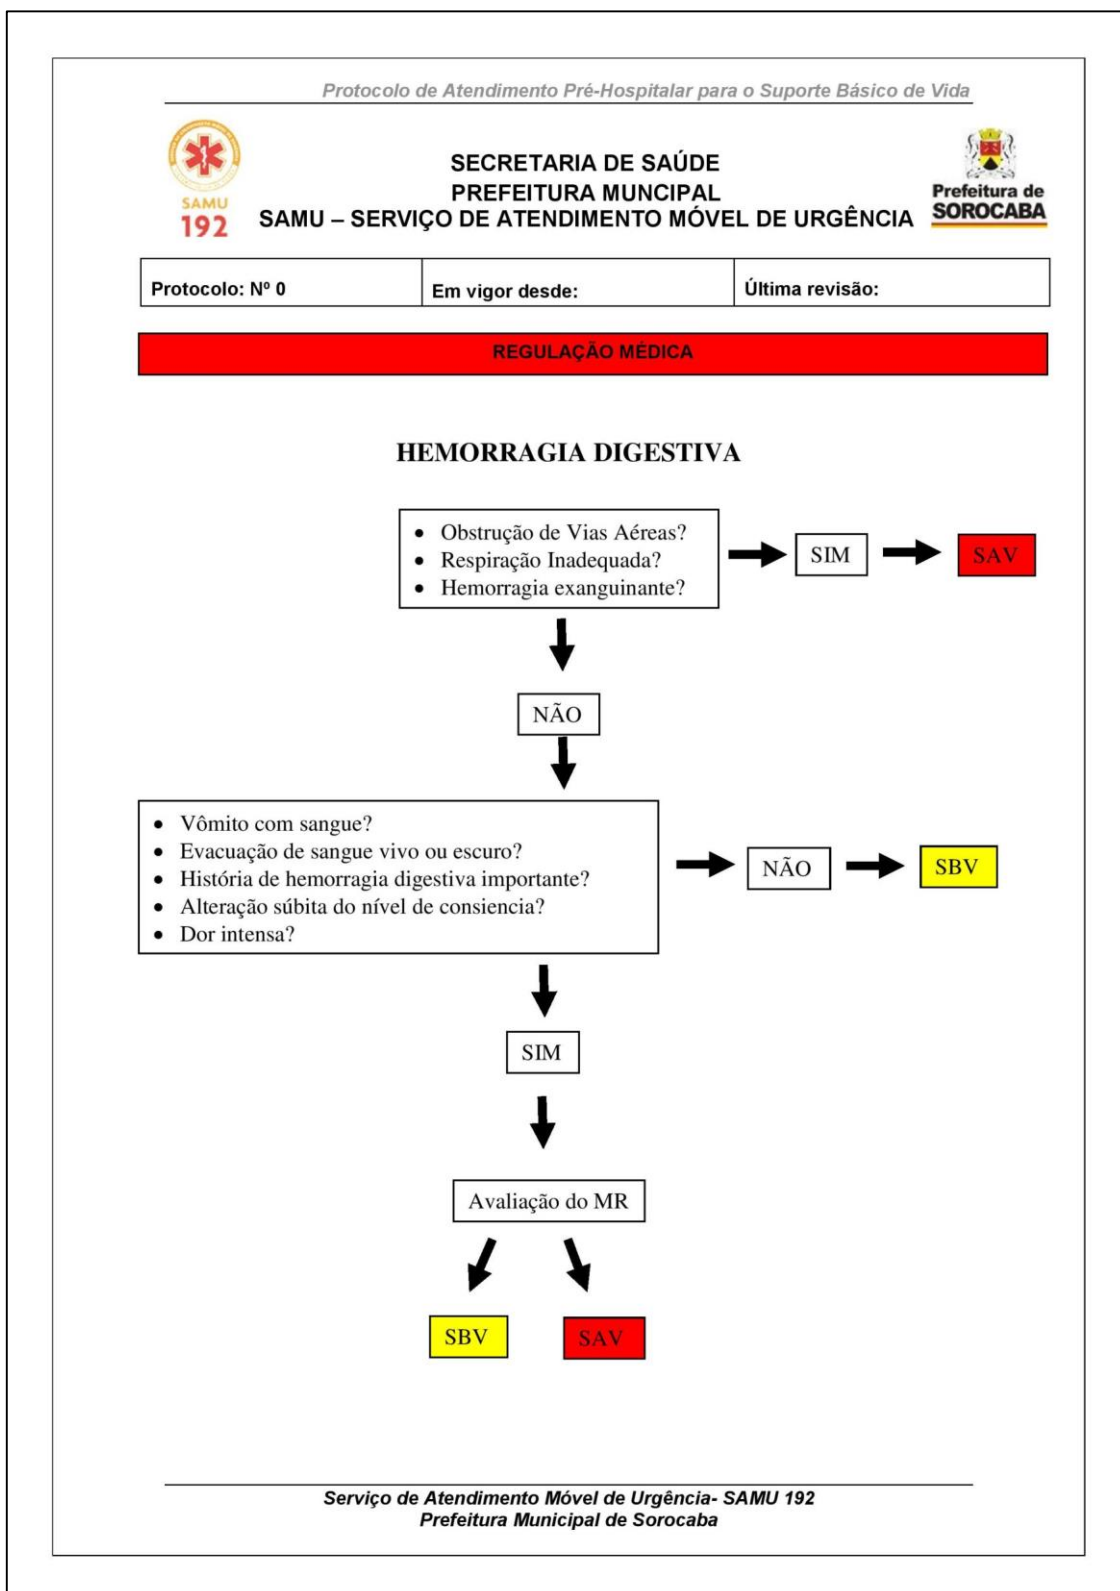 Protocolo de Atendimento Pré-Hospitalar para o Suporte Básico de Vida
SAMU
192
SECRETARIA DE SAÚDE
PREFEITURA MUNCIPAL
SAMU – SERVIÇO DE ATENDIMENTO MÓVEL DE URGÊNCIA
Prefeitura de
SOROCABA
Protocolo: Nº 0
Em vigor desde:
Última revisão:
REGULAÇÃO MÉDICA
HEMORRAGIA DIGESTIVA
• Obstrução de Vias Aéreas?
• Respiração Inadequada?
• Hemorragia exanguinante?
SIM
SAV
NÃO
• Vômito com sangue?
• Evacuação de sangue vivo ou escuro?
• História de hemorragia digestiva importante?
• Alteração súbita do nível de consiencia?
• Dor intensa?
NÃO
SBV
SIM
Avaliação do MR
SBV
SAV
Serviço de Atendimento Móvel de Urgência- SAMU 192
Prefeitura Municipal de Sorocaba